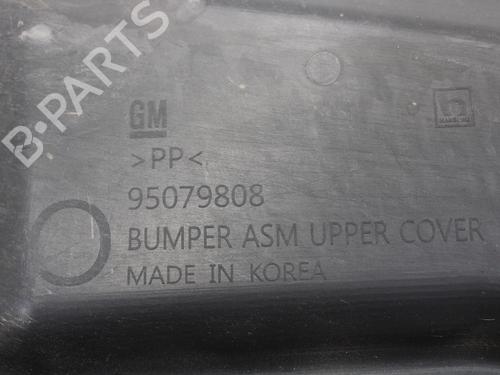 B-PARTS
GM
>PP<
95079808
BUMPER ASM UPPER COVER
MADE IN KOREA